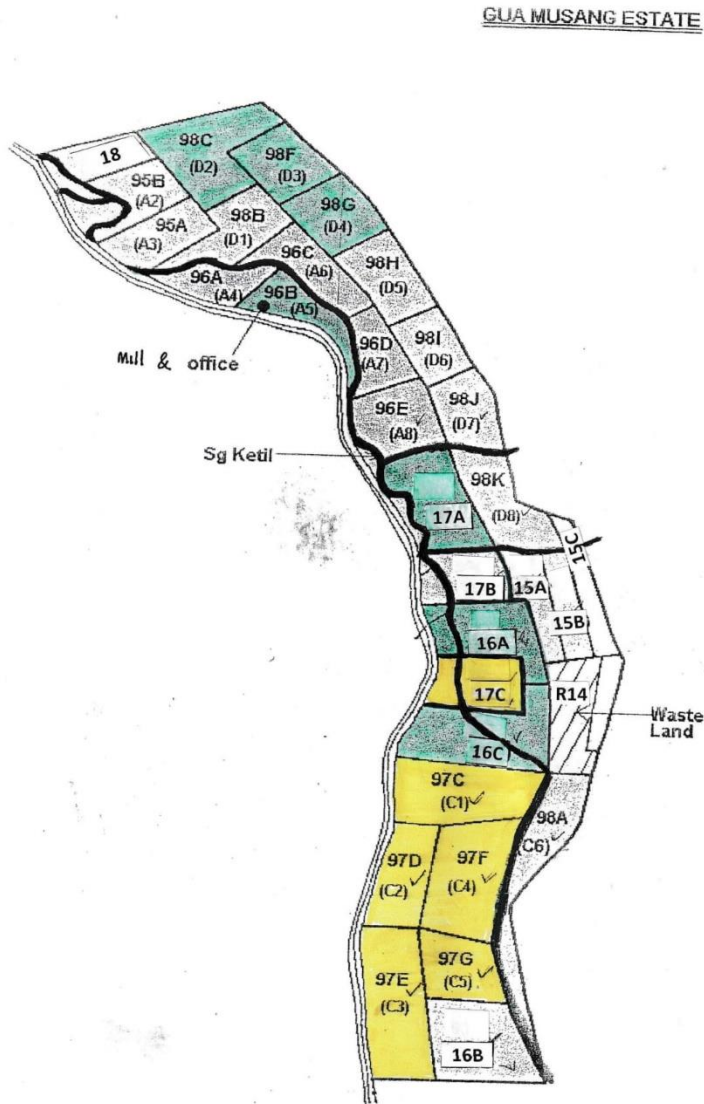 GUA MUSANG ESTATE
18
98C
(D2)
98F
(D3)
95B
(A2)
98G
(D4)
95A
(A3)
98B
(D1)
96C
(A6)
98H
(D5)
96A
(A4)
96B
(A5)
Mill & office
96D
(A7)
98I
(D6)
96E
(A8)
98J
(D7)
Sg Ketil
98K
(D8)
17A
15C
17B
15A
15B
16A
17C
R14
Waste
Land
16C
97C
(C1)
98A
(C6)
97D
(C2)
97F
(C4)
97G
(C5)
97E
(C3)
16B